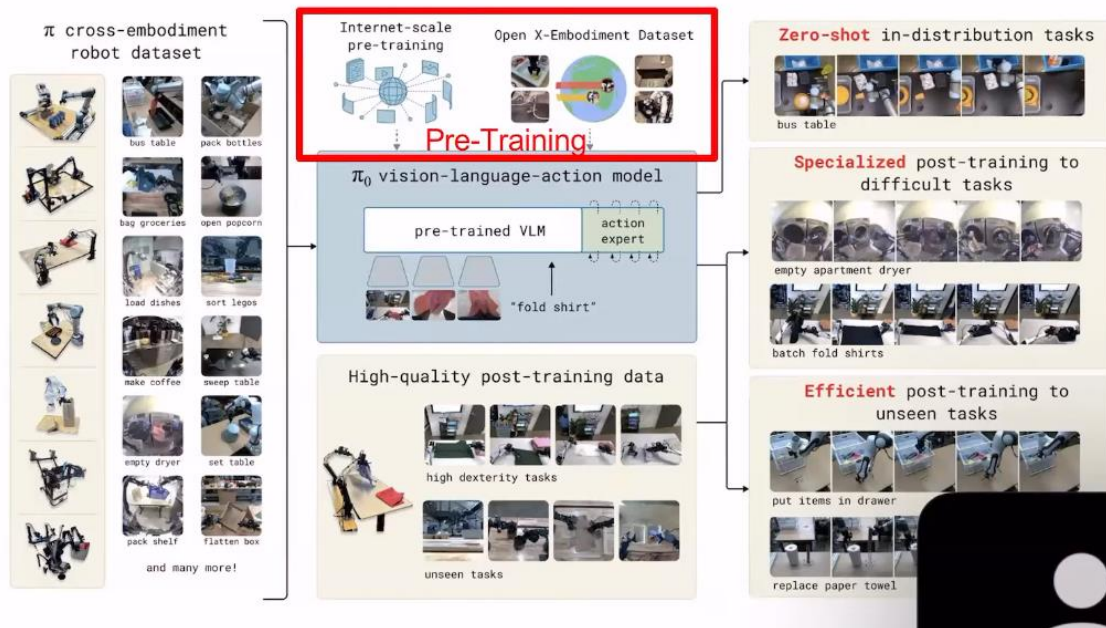 π cross-embodiment
robot dataset
bus table
pack bottles
bag groceries
open popcorn
load dishes
sort legos
make coffee
sweep table
empty dryer
set table
pack shelf
flatten box
and many more!
Internet-scale
pre-training
Open X-Embodiment Dataset
Pre-Training
π0 vision-language-action model
pre-trained VLM
action
expert
"fold shirt"
High-quality post-training data
high dexterity tasks
unseen tasks
Zero-shot in-distribution tasks
bus table
Specialized post-training to
difficult tasks
empty apartment dryer
batch fold shirts
Efficient post-training to
unseen tasks
put items in drawer
replace paper towel